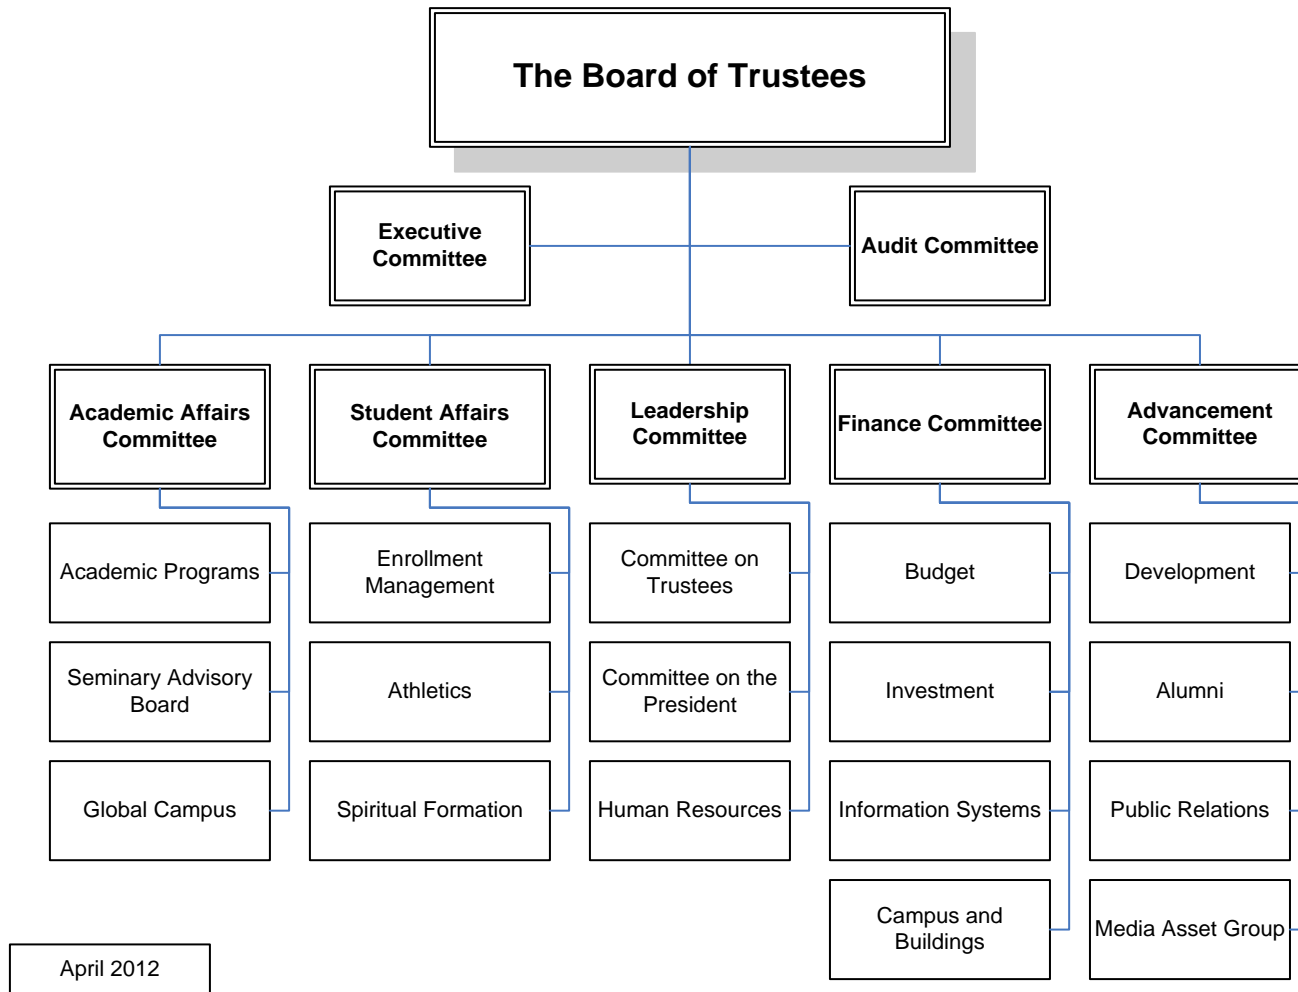 The Board of Trustees
Executive
Committee
Audit Committee
Academic Affairs
Committee
Student Affairs
Committee
Leadership
Committee
Finance Committee
Advancement
Committee
Academic Programs
Enrollment
Management
Committee on
Trustees
Budget
Development
Seminary Advisory
Board
Athletics
Committee on the
President
Investment
Alumni
Global Campus
Spiritual Formation
Human Resources
Information Systems
Public Relations
Campus and
Buildings
Media Asset Group
April 2012